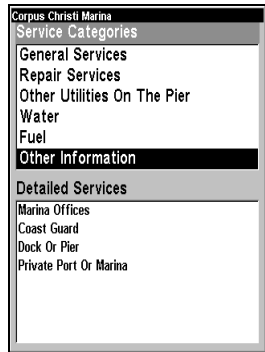 Corpus Christi Marina
Service Categories
General Services
Repair Services
Other Utilities On The Pier
Water
Fuel
Other Information
Detailed Services
Marina Offices
Coast Guard
Dock Or Pier
Private Port Or Marina